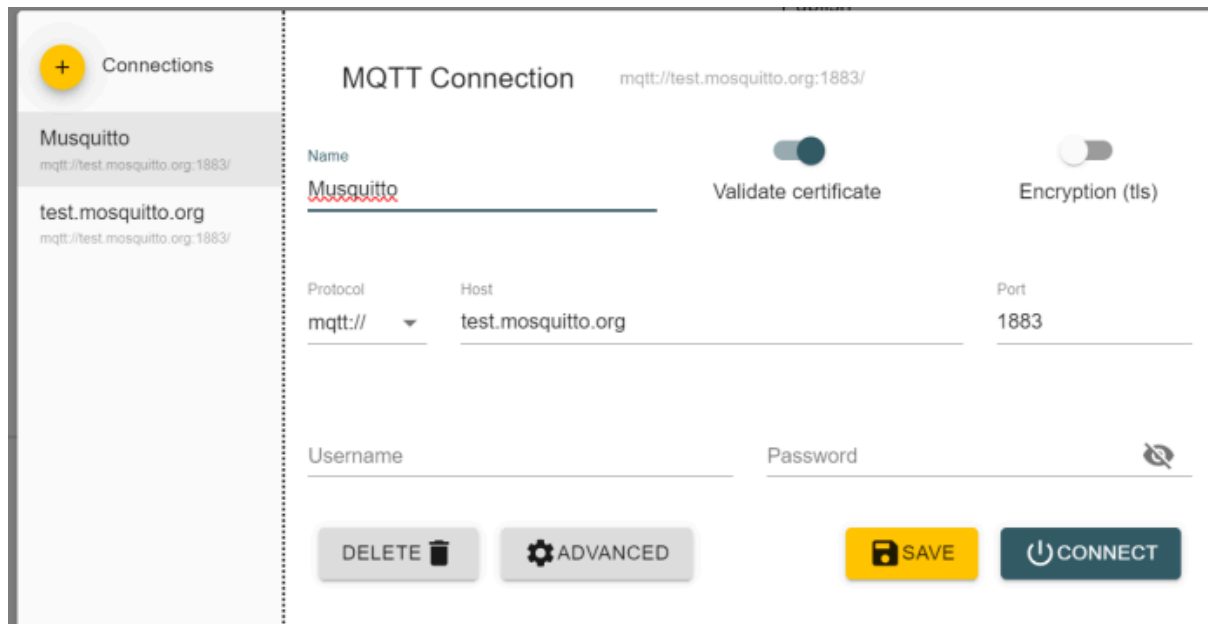 Connections
Musquitto
mqtt://test.mosquitto.org:1883/
test.mosquitto.org
mqtt://test.mosquitto.org:1883/
MQTT Connection mqtt://test.mosquitto.org:1883/
Name
Musquitto
Validate certificate
Encryption (tls)
Protocol Host Port
mqtt:// test.mosquitto.org 1883
Username Password
DELETE ADVANCED SAVE CONNECT